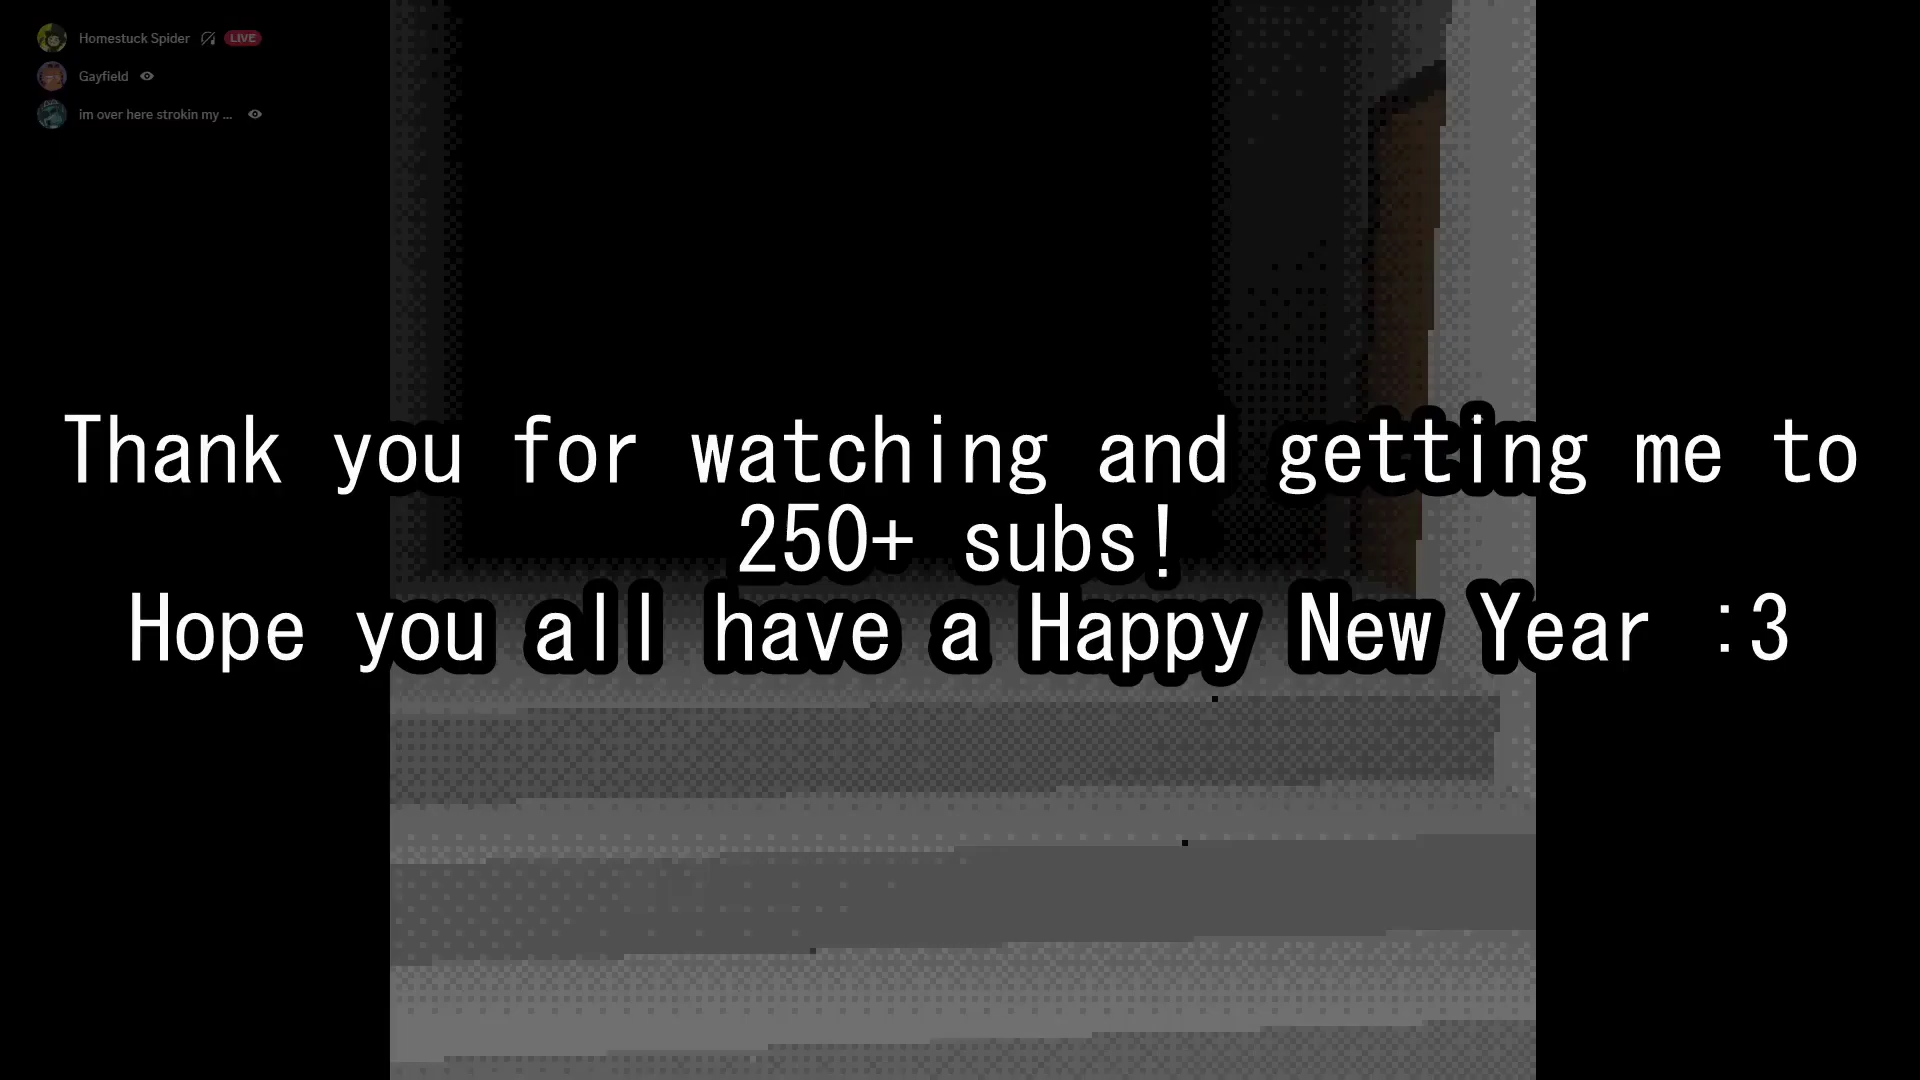 Homestuck Spider LIVE
Gayfield
im over here strokin my ...
Thank you for watching and getting me to
250+ subs!
Hope you all have a Happy New Year :3